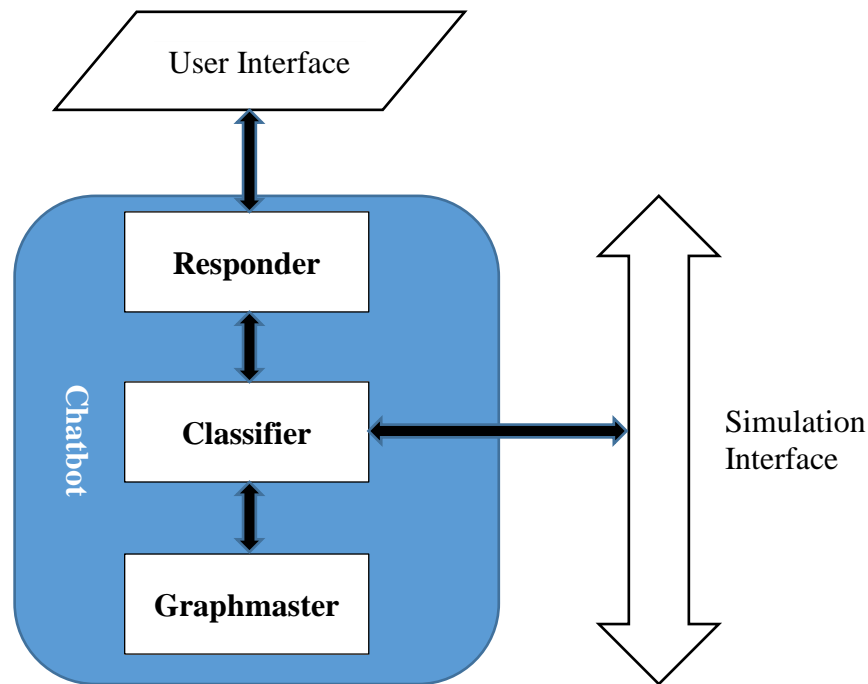 User Interface
Responder
Chatbot
Classifier
Simulation
Interface
Graphmaster